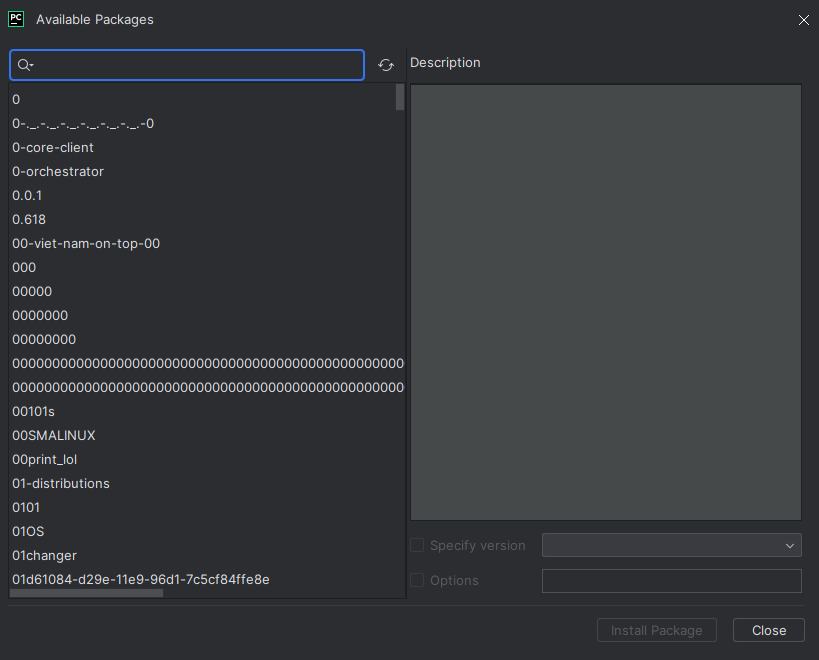 PC
Available Packages
Description
0
0-._.-._.-._.-._.-._.-._.-0
0-core-client
0-orchestrator
0.0.1
0.618
00-viet-nam-on-top-00
000
00000
0000000
00000000
0000000000000000000000000000000000000000000000000
0000000000000000000000000000000000000000000000000
00101s
00SMALINUX
00print_lol
01-distributions
0101
01OS
01changer
01d61084-d29e-11e9-96d1-7c5cf84ffe8e
Specify version
Options
Install Package
Close